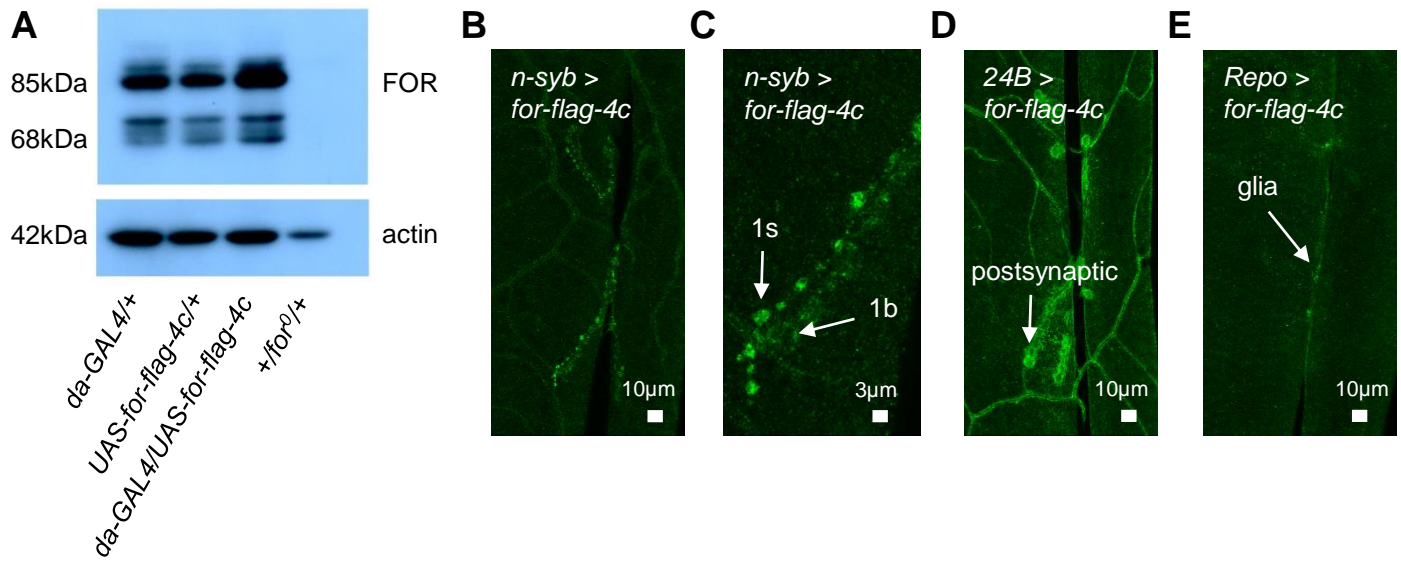 A
85kDa
68kDa
42kDa
FOR
actin
da-GAL4/+
UAS-for-flag-4c/+
da-GAL4/UAS-for-flag-4c
+/for⁰/+
B
n-syb >
for-flag-4c
10μm
C
n-syb >
for-flag-4c
1s
1b
3μm
D
24B >
for-flag-4c
postsynaptic
10μm
E
Repo >
for-flag-4c
glia
10μm